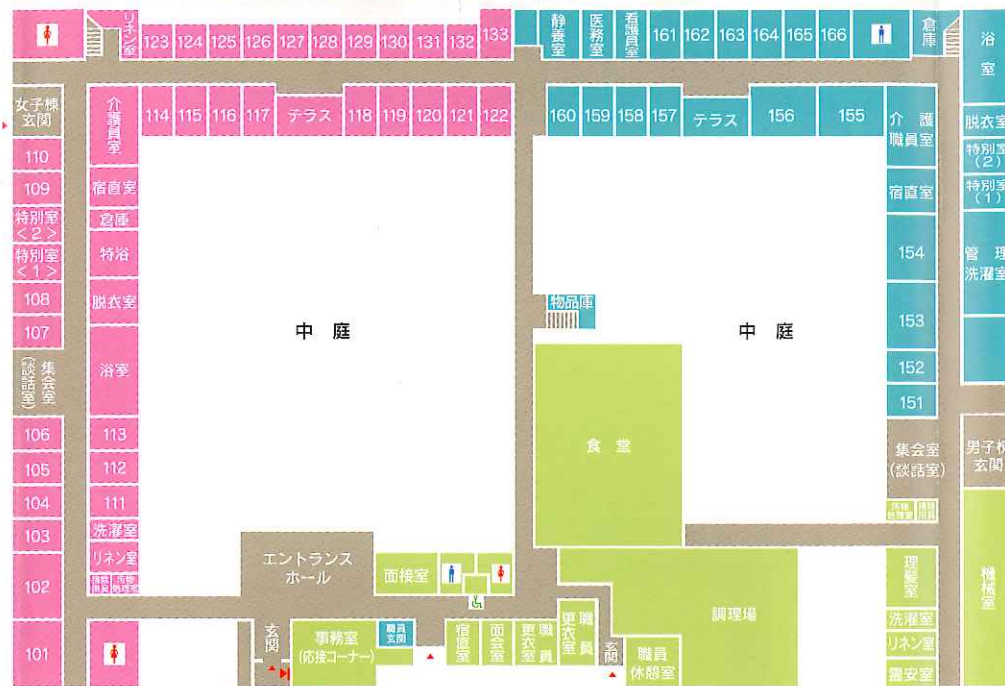 リネン室
123
124
125
126
127
128
129
130
131
132
133
静養室
医務室
看護員室
161
162
163
164
165
166
倉庫
浴室
女子棟
玄関
介護員室
114
115
116
117
テラス
118
119
120
121
122
160
159
158
157
テラス
156
155
介護
職員室
脱衣室
110
特別室
(2)
109
宿直室
宿直室
特別室
(1)
特別室
<2>
倉庫
特別室
<1>
特浴
154
管理
洗濯室
108
脱衣室
物品庫
107
中庭
中庭
153
集会室
(談話室)
浴室
152
151
106
113
食堂
集会室
(談話室)
男子棟
玄関
105
112
104
111
103
洗濯室
リネン室
エントランス
ホール
面接室
理髪室
機械室
102
調理場
玄関
事務室
(応接コーナー)
職員
玄関
宿直室
面会室
職員
更衣室
職員
更衣室
玄関
職員
休憩室
洗濯室
リネン室
霊安室
101